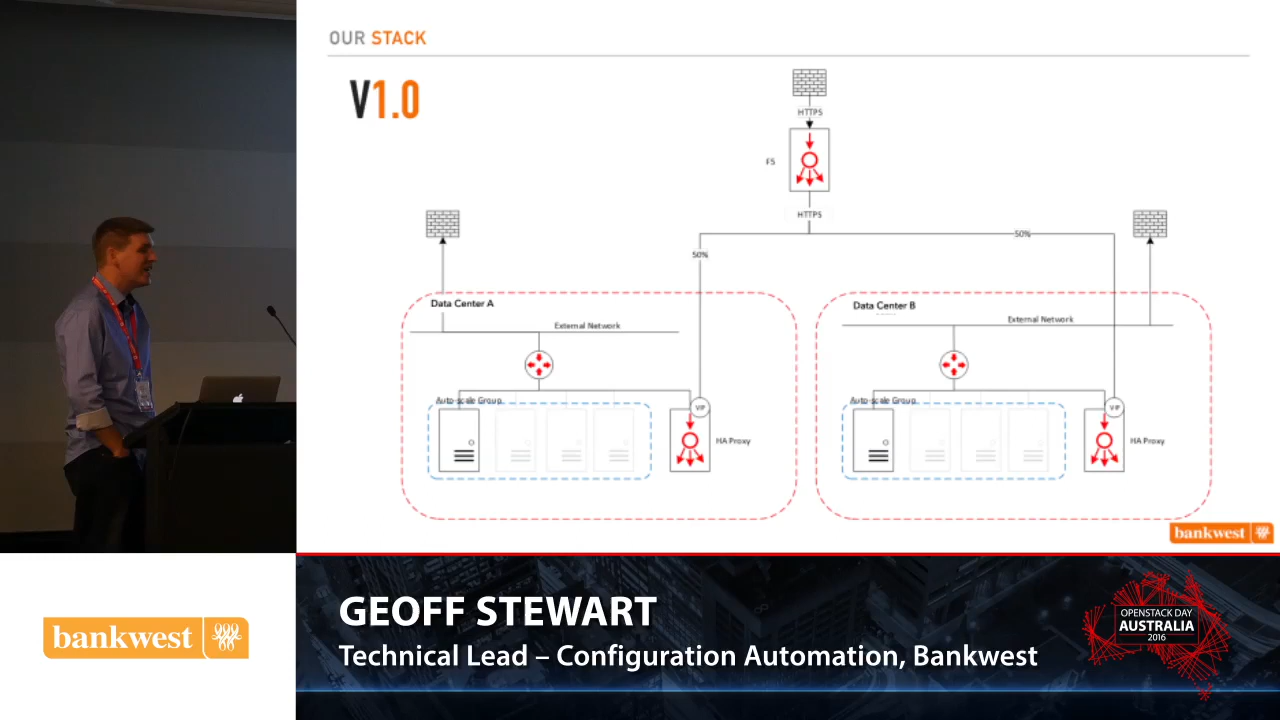 OUR STACK
V1.0
HTTPS
F5
HTTPS
50%
50%
Data Center A
External Network
Auto-scale Group
VIP
HA Proxy
Data Center B
External Network
Auto-scale Group
VIP
HA Proxy
bankwest
bankwest
GEOFF STEWART
Technical Lead – Configuration Automation, Bankwest
OPENSTACK DAY
AUSTRALIA
2016